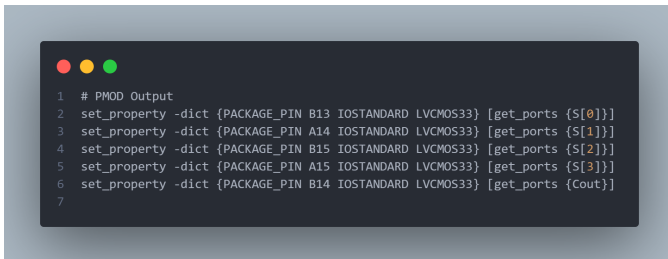 1 # PMOD Output
2 set_property -dict {PACKAGE_PIN B13 IOSTANDARD LVCMOS33} [get_ports {S[0]}]
3 set_property -dict {PACKAGE_PIN A14 IOSTANDARD LVCMOS33} [get_ports {S[1]}]
4 set_property -dict {PACKAGE_PIN B15 IOSTANDARD LVCMOS33} [get_ports {S[2]}]
5 set_property -dict {PACKAGE_PIN A15 IOSTANDARD LVCMOS33} [get_ports {S[3]}]
6 set_property -dict {PACKAGE_PIN B14 IOSTANDARD LVCMOS33} [get_ports {Cout}]
7